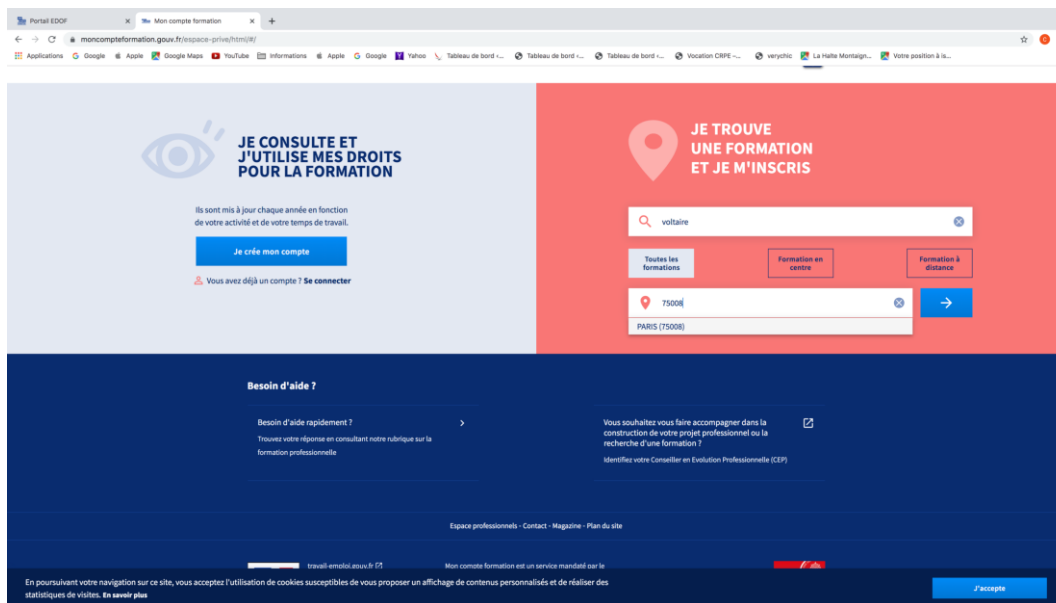 Portail EDOF
Mon compte formation
moncompteformation.gouv.fr/espace-prive/html/#/
Applications Google Apple Google Maps YouTube Informations Apple Google Yahoo Tableau de bord ‹... Tableau de bord ‹... Tableau de bord ‹... Vocation CRPE –... verychic La Halte Montaign... Votre position à Is...
JE CONSULTE ET
J'UTILISE MES DROITS
POUR LA FORMATION
Ils sont mis à jour chaque année en fonction
de votre activité et de votre temps de travail.
Je crée mon compte
Vous avez déjà un compte ? Se connecter
JE TROUVE
UNE FORMATION
ET JE M'INSCRIS
voltaire
Toutes les
formations
Formation en
centre
Formation à
distance
75008
PARIS (75008)
Besoin d'aide ?
Besoin d'aide rapidement ?
Trouvez votre réponse en consultant notre rubrique sur la
formation professionnelle
Vous souhaitez vous faire accompagner dans la
construction de votre projet professionnel ou la
recherche d'une formation ?
Identifiez votre Conseiller en Evolution Professionnelle (CEP)
Espace professionnels - Contact - Magazine - Plan du site
travail-emploi.gouv.fr
Mon compte formation est un service mandaté par le
En poursuivant votre navigation sur ce site, vous acceptez l'utilisation de cookies susceptibles de vous proposer un affichage de contenus personnalisés et de réaliser des
statistiques de visites. En savoir plus
J'accepte